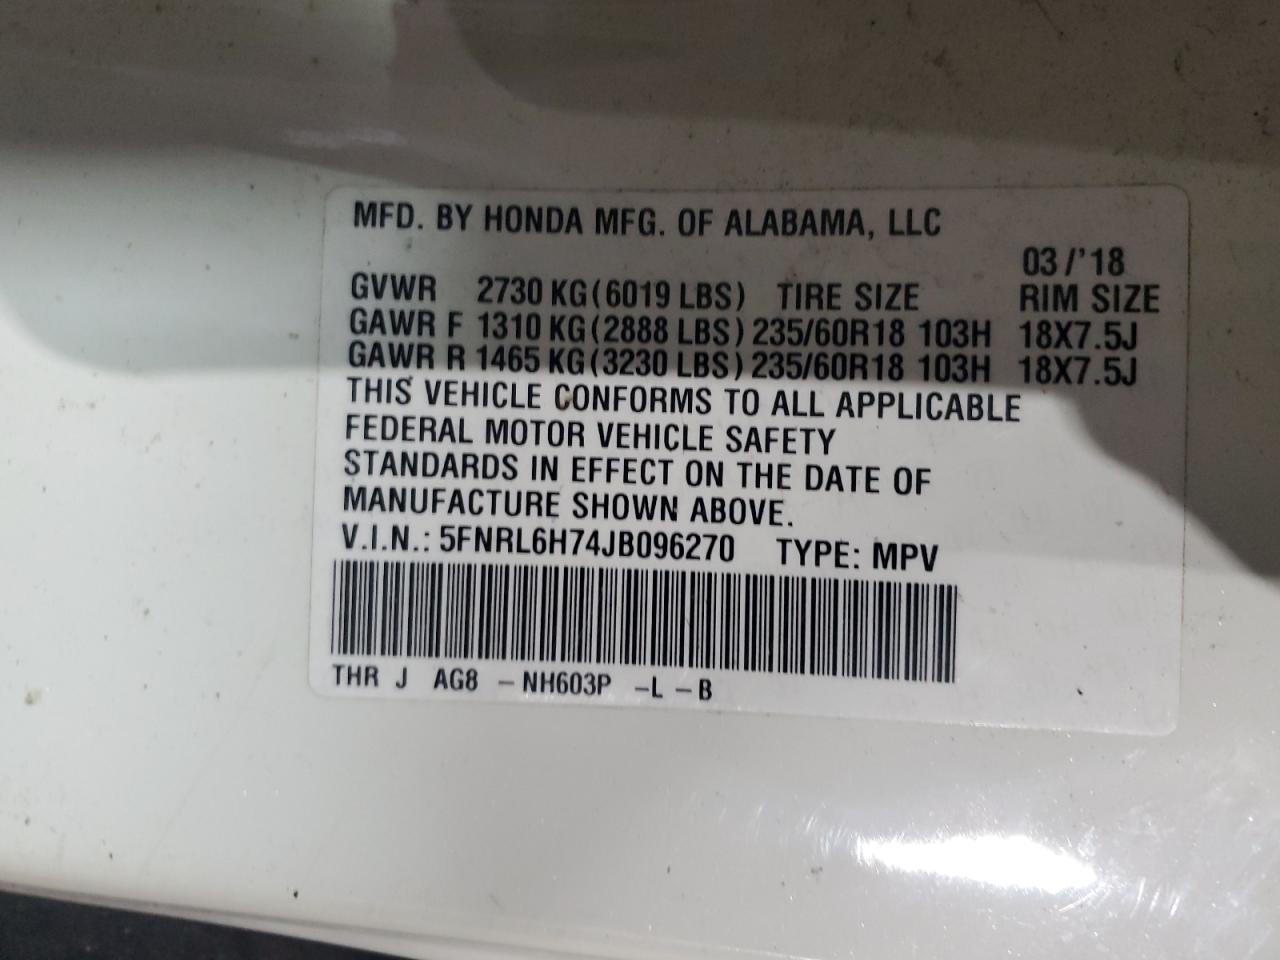 MFD. BY HONDA MFG. OF ALABAMA, LLC
03/'18
GVWR 2730 KG(6019 LBS) TIRE SIZE RIM SIZE
GAWR F 1310 KG(2888 LBS) 235/60R18 103H 18X7.5J
GAWR R 1465 KG(3230 LBS) 235/60R18 103H 18X7.5J
THIS VEHICLE CONFORMS TO ALL APPLICABLE
FEDERAL MOTOR VEHICLE SAFETY
STANDARDS IN EFFECT ON THE DATE OF
MANUFACTURE SHOWN ABOVE.
V.I.N.: 5FNRL6H74JB096270 TYPE: MPV
THR J AG8 -NH603P -L-B